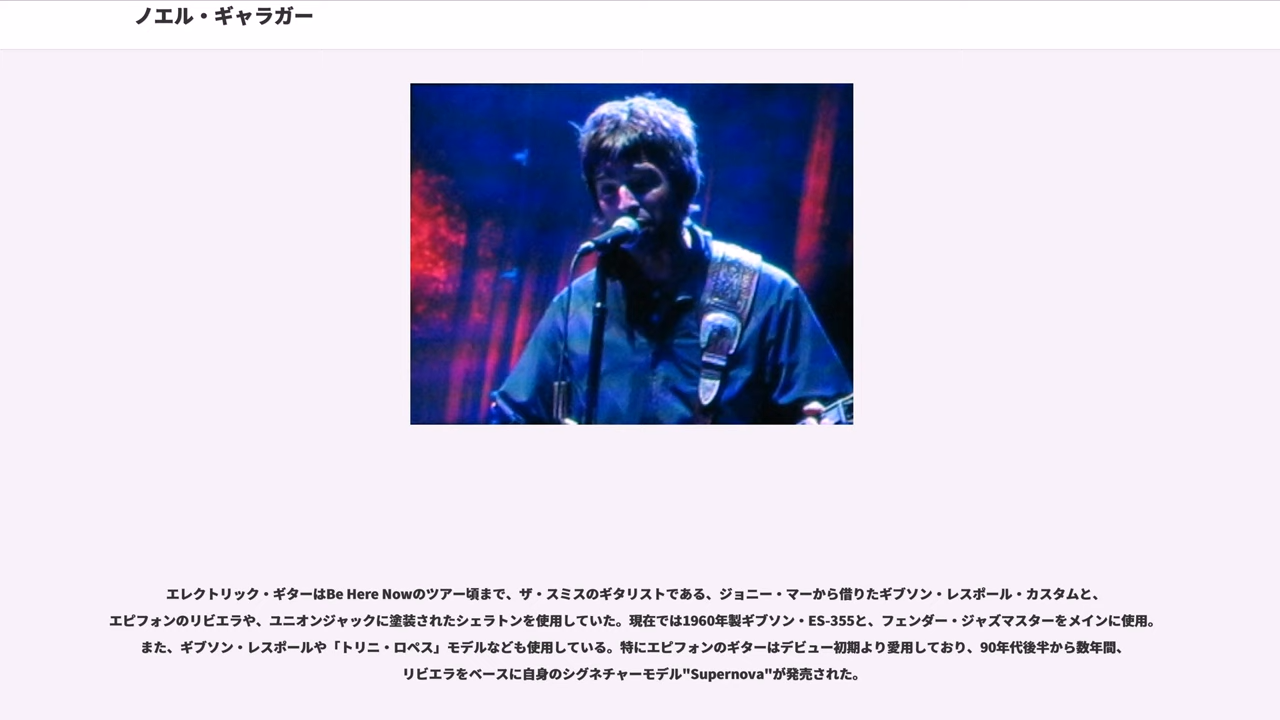 ノエル・ギャラガー
エレクトリック・ギターはBe Here Nowのツアー頃まで、ザ・スミスのギタリストである、ジョニー・マーから借りたギブソン・レスポール・カスタムと、
エピフォンのリビエラや、ユニオンジャックに塗装されたシェラトンを使用していた。現在では1960年製ギブソン・ES-355と、フェンダー・ジャズマスターをメインに使用。
また、ギブソン・レスポールや「トリニ・ロペス」モデルなども使用している。特にエピフォンのギターはデビュー初期より愛用しており、90年代後半から数年間、
リビエラをベースに自身のシグネチャーモデル"Supernova"が発売された。